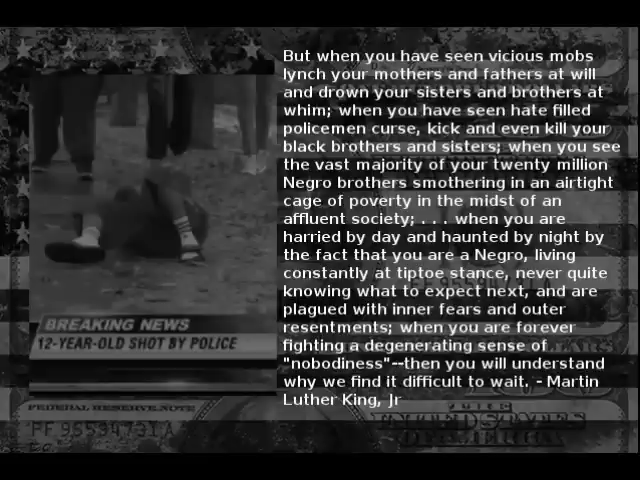 But when you have seen vicious mobs
lynch your mothers and fathers at will
and drown your sisters and brothers at
whim; when you have seen hate filled
policemen curse, kick and even kill your
black brothers and sisters; when you see
the vast majority of your twenty million
Negro brothers smothering in an airtight
cage of poverty in the midst of an
affluent society; . . . when you are
harried by day and haunted by night by
the fact that you are a Negro, living
constantly at tiptoe stance, never quite
knowing what to expect next, and are
plagued with inner fears and outer
resentments; when you are forever
fighting a degenerating sense of
"nobodiness"--then you will understand
why we find it difficult to wait. - Martin
Luther King, Jr
BREAKING NEWS
12-YEAR-OLD SHOT BY POLICE
FEDERAL RESERVE NOTE
UNITED STATES
OF AMERICA